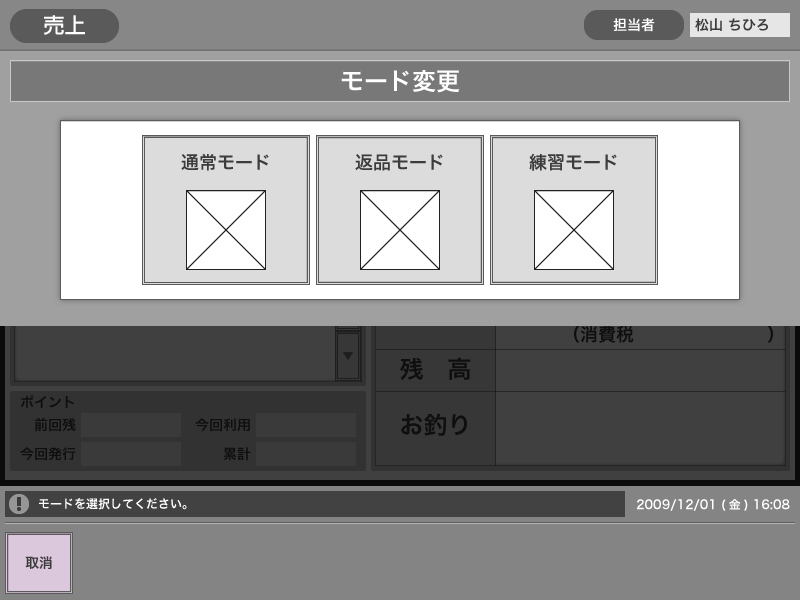 売上
担当者 松山 ちひろ
モード変更
通常モード 返品モード 練習モード
(消費税 )
残 高
お釣り
ポイント
前回残 今回利用
今回発行 累計
モードを選択してください。 2009/12/01 (金) 16:08
取消